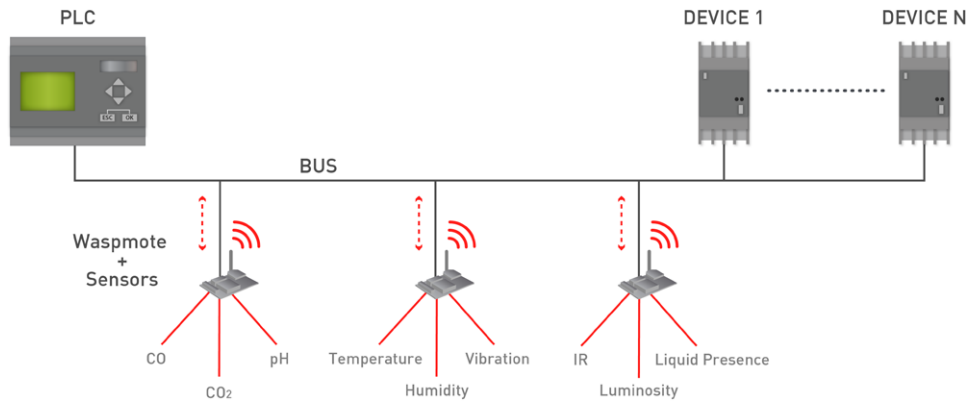 PLC
DEVICE 1
DEVICE N
ESC OK
BUS
Waspmote
+
Sensors
CO
CO₂
pH
Temperature
Humidity
Vibration
IR
Luminosity
Liquid Presence